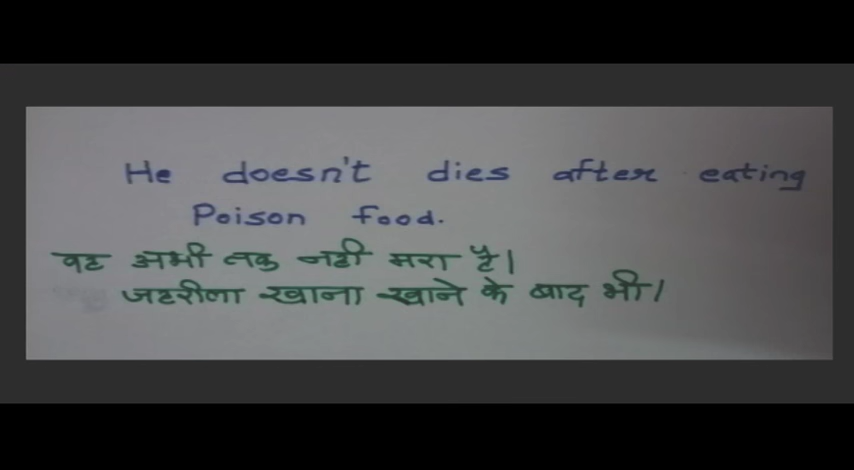 He doesn't dies after eating
Poison food.
वह अभी तक नही मरा है।
जहरीला खाना खाने के बाद भी।